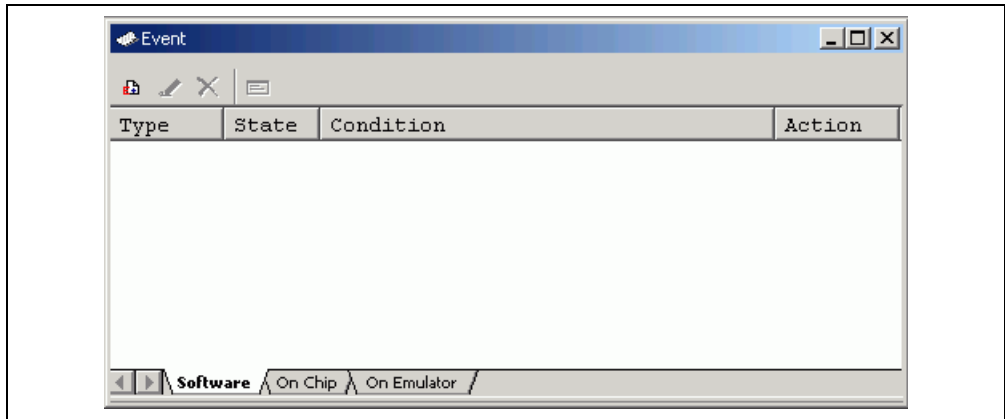 Event
Type State Condition Action
Software On Chip On Emulator